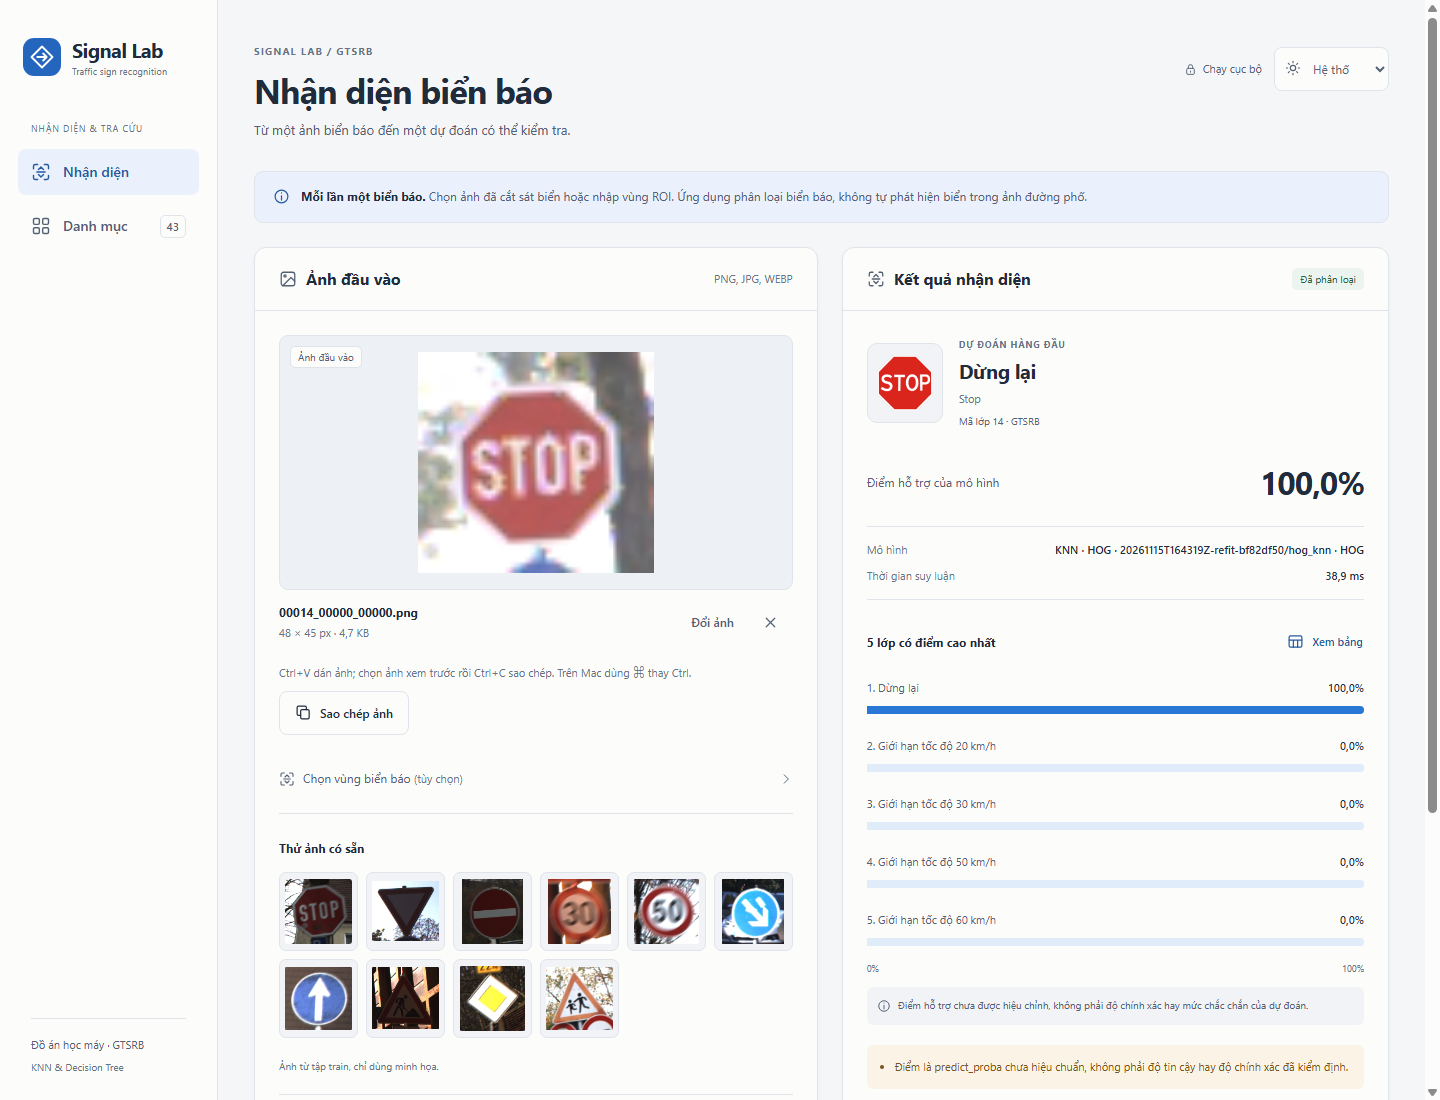 Signal Lab
Traffic sign recognition
NHẬN DIỆN & TRA CỨU
Nhận diện
Danh mục
43
Đồ án học máy · GTSRB
KNN & Decision Tree
SIGNAL LAB / GTSRB
Nhận diện biển báo
Từ một ảnh biển báo đến một dự đoán có thể kiểm tra.
Chạy cục bộ
Hệ thố
Mỗi lần một biển báo. Chọn ảnh đã cắt sát biển hoặc nhập vùng ROI. Ứng dụng phân loại biển báo, không tự phát hiện biển trong ảnh đường phố.
Ảnh đầu vào
PNG, JPG, WEBP
Ảnh đầu vào
STOP
00014_00000_00000.png
48 × 45 px · 4,7 KB
Đổi ảnh
Ctrl+V dán ảnh; chọn ảnh xem trước rồi Ctrl+C sao chép. Trên Mac dùng ⌘ thay Ctrl.
Sao chép ảnh
Chọn vùng biển báo (tùy chọn)
Thử ảnh có sẵn
STOP
30
50
Ảnh từ tập train, chỉ dùng minh họa.
Kết quả nhận diện
Đã phân loại
STOP
DỰ ĐOÁN HÀNG ĐẦU
Dừng lại
Stop
Mã lớp 14 · GTSRB
Điểm hỗ trợ của mô hình
100,0%
Mô hình
KNN · HOG · 20261115T164319Z-refit-bf82df50/hog_knn · HOG
Thời gian suy luận
38,9 ms
5 lớp có điểm cao nhất
Xem bảng
1. Dừng lại
100,0%
2. Giới hạn tốc độ 20 km/h
0,0%
3. Giới hạn tốc độ 30 km/h
0,0%
4. Giới hạn tốc độ 50 km/h
0,0%
5. Giới hạn tốc độ 60 km/h
0,0%
0%
100%
Điểm hỗ trợ chưa được hiệu chỉnh, không phải độ chính xác hay mức chắc chắn của dự đoán.
Điểm là predict_proba chưa hiệu chuẩn, không phải độ tin cậy hay độ chính xác đã kiểm định.